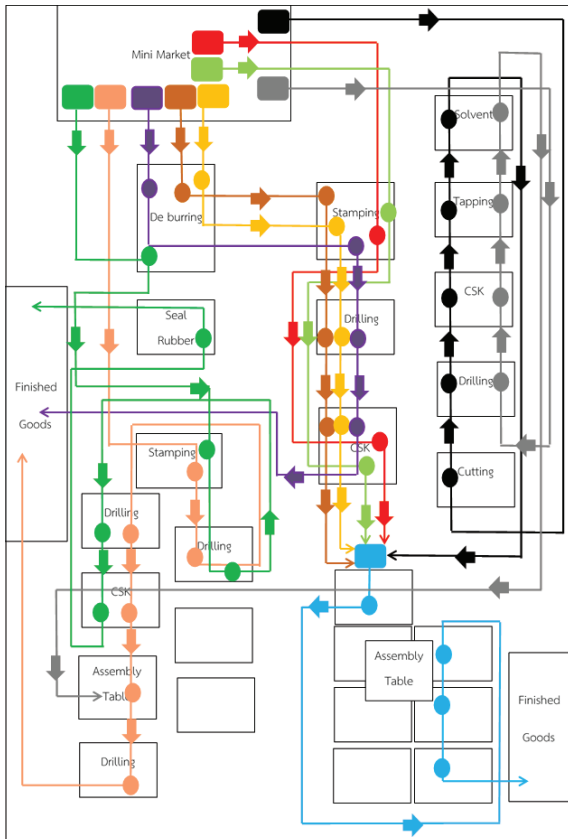 Mini Market
Solvent
De burring
Stamping
Tapping
Seal
Rubber
Drilling
CSK
Finished
Goods
Drilling
Stamping
CSK
Cutting
Drilling
Drilling
CSK
Assembly
Table
Assembly
Table
Finished
Goods
Drilling